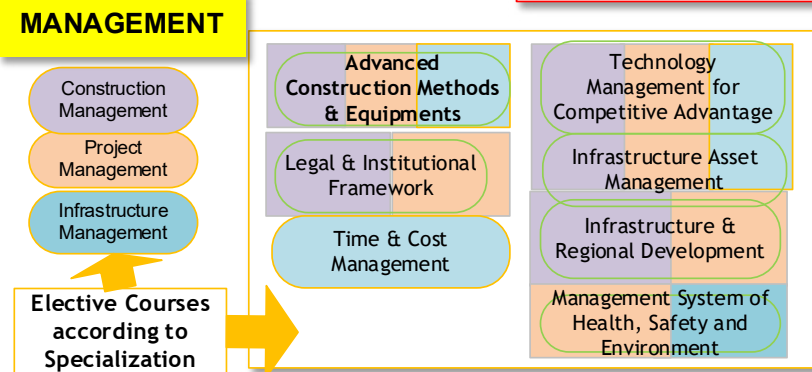 MANAGEMENT
Construction
Management
Project
Management
Infrastructure
Management
Elective Courses
according to
Specialization
Advanced
Construction Methods
& Equipments
Legal & Institutional
Framework
Time & Cost
Management
Technology
Management for
Competitive Advantage
Infrastructure Asset
Management
Infrastructure &
Regional Development
Management System of
Health, Safety and
Environment